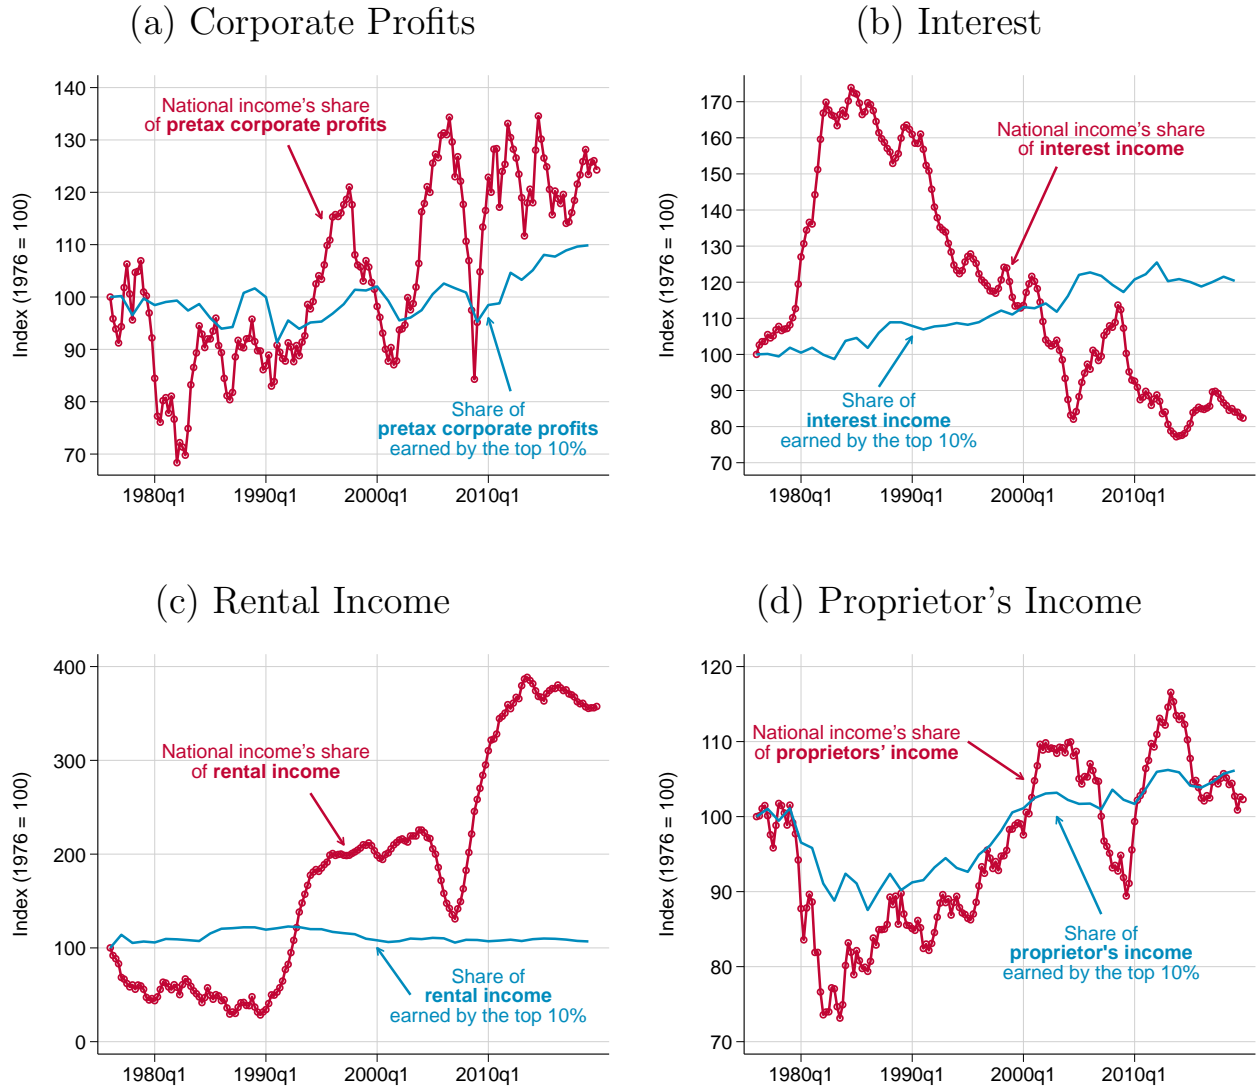 (a) Corporate Profits
Index (1976 = 100)
140
130
120
110
100
90
80
70
National income's share
of pretax corporate profits
Share of
pretax corporate profits
earned by the top 10%
1980q1 1990q1 2000q1 2010q1
(b) Interest
Index (1976 = 100)
170
160
150
140
130
120
110
100
90
80
70
National income's share
of interest income
Share of
interest income
earned by the top 10%
1980q1 1990q1 2000q1 2010q1
(c) Rental Income
Index (1976 = 100)
400
300
200
100
0
National income's share
of rental income
Share of
rental income
earned by the top 10%
1980q1 1990q1 2000q1 2010q1
(d) Proprietor's Income
Index (1976 = 100)
120
110
100
90
80
70
National income's share
of proprietors' income
Share of
proprietor's income
earned by the top 10%
1980q1 1990q1 2000q1 2010q1